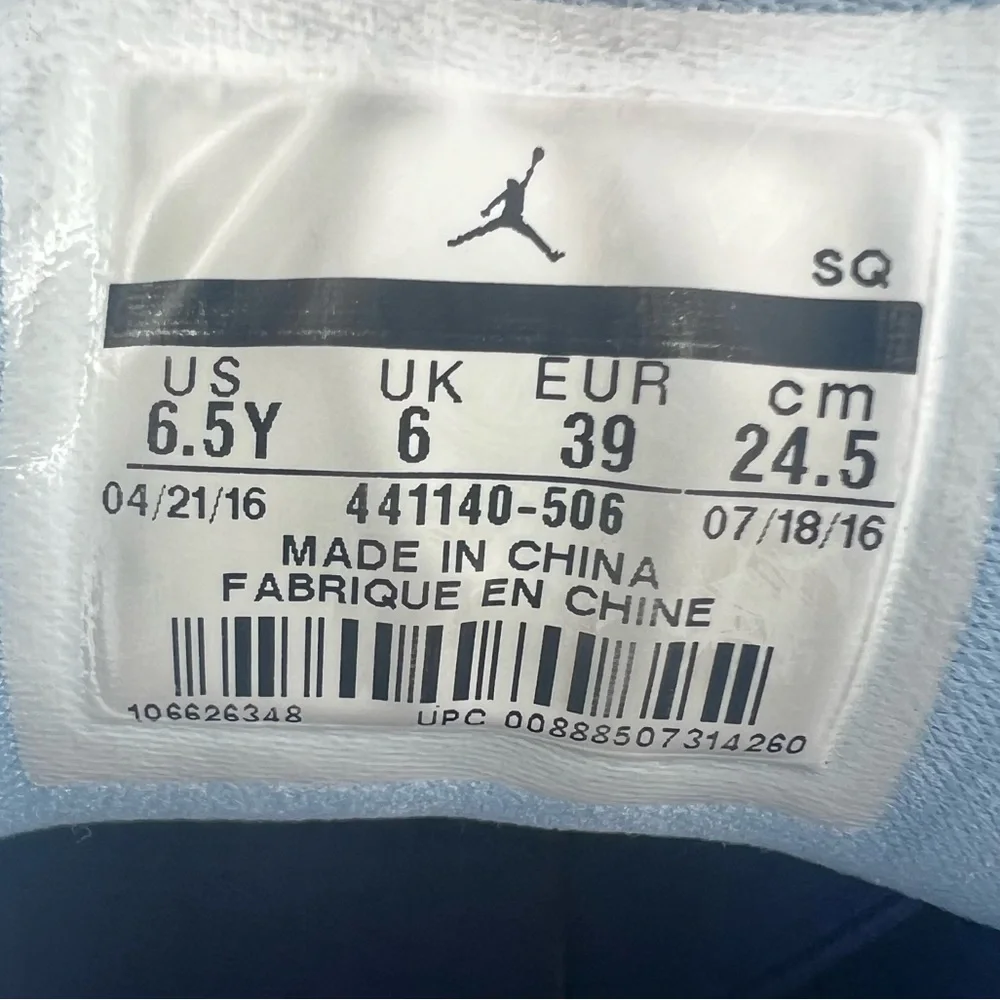 SQ
US UK EUR cm
6.5Y 6 39 24.5
04/21/16 441140-506 07/18/16
MADE IN CHINA
FABRIQUE EN CHINE
106626348 UPC 00888507314260